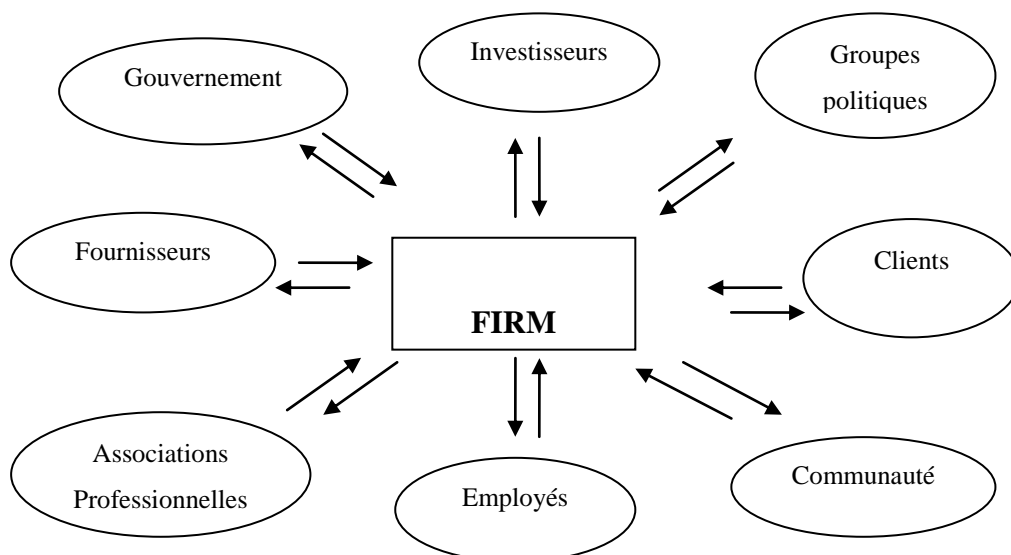 Gouvernement
Investisseurs
Groupes
politiques
Fournisseurs
Clients
FIRM
Associations
Professionnelles
Employés
Communauté